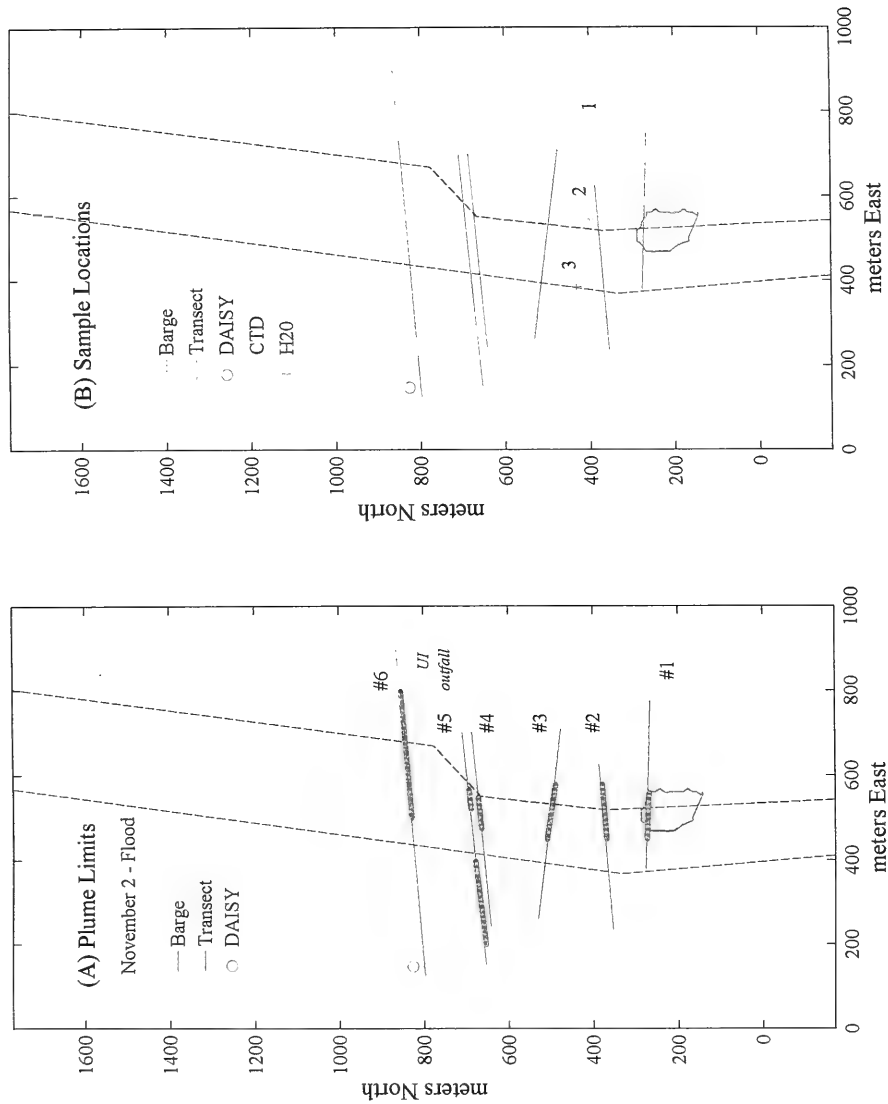 (A) Plume Limits
November 2 - Flood
Barge
Transect
DAISY
#6
UI
outfall
#5
#4
#3
#2
#1
1600
1400
1200
1000
800
600
400
200
0
meters North
0
200
400
600
800
1000
meters East
(B) Sample Locations
Barge
Transect
DAISY
CTD
H20
1
2
3
1600
1400
1200
1000
800
600
400
200
0
meters North
0
200
400
600
800
1000
meters East